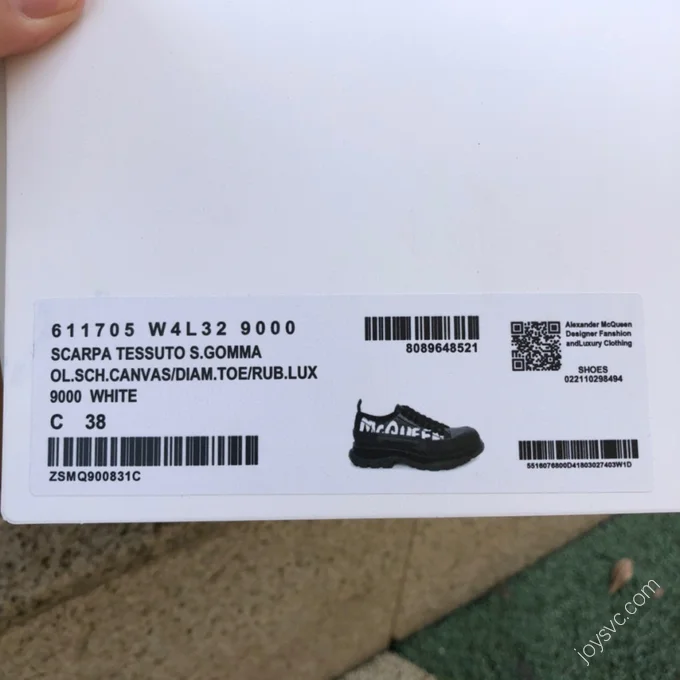 611705 W4L32 9000
SCARPA TESSUTO S.GOMMA
OL.SCH.CANVAS/DIAM.TOE/RUB.LUX
9000 WHITE
C 38
ZSMQ900831C
8089648521
McQUEEN
Alexander McQueen
Designer Fanshion
andLuxury Clothing
SHOES
022110298494
5516076800D41803027403W1D
joysvc.com